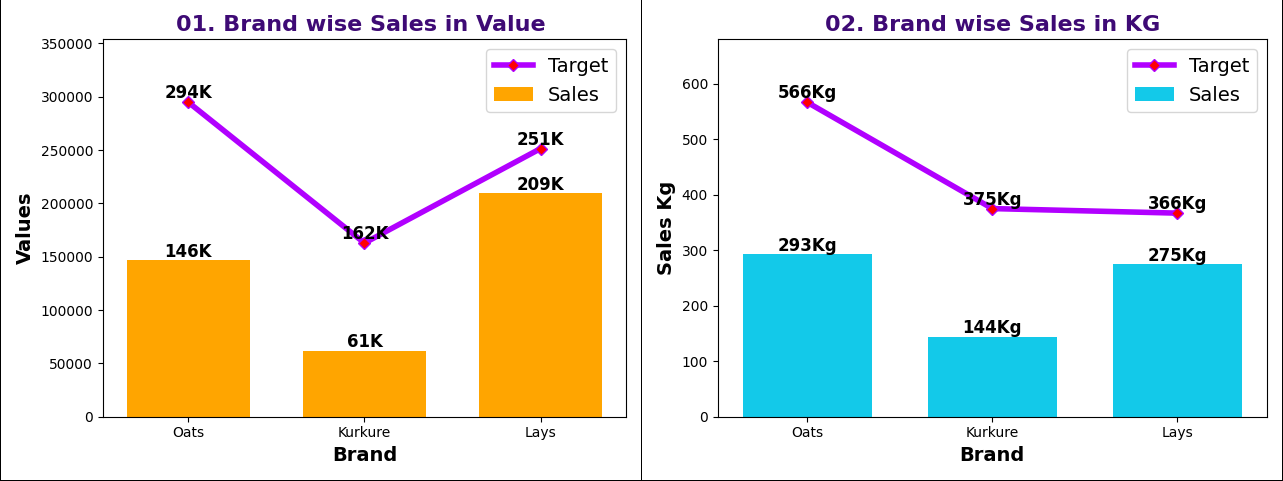 01. Brand wise Sales in Value
350000
300000
250000
200000
150000
100000
50000
0
Values
Target
Sales
294K
162K
251K
146K
61K
209K
Oats Kurkure Lays
Brand
02. Brand wise Sales in KG
600
500
400
300
200
100
0
Sales Kg
Target
Sales
566Kg
375Kg
366Kg
293Kg
144Kg
275Kg
Oats Kurkure Lays
Brand